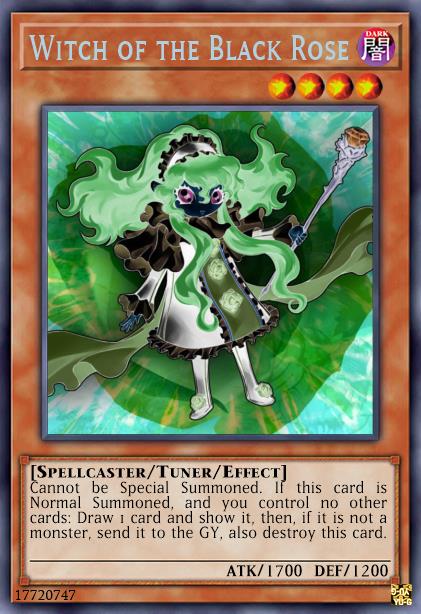 Witch of the Black Rose
DARK
闇
[Spellcaster/Tuner/Effect]
Cannot be Special Summoned. If this card is
Normal Summoned, and you control no other
cards: Draw 1 card and show it, then, if it is not a
monster, send it to the GY, also destroy this card.
ATK/1700 DEF/1200
17720747